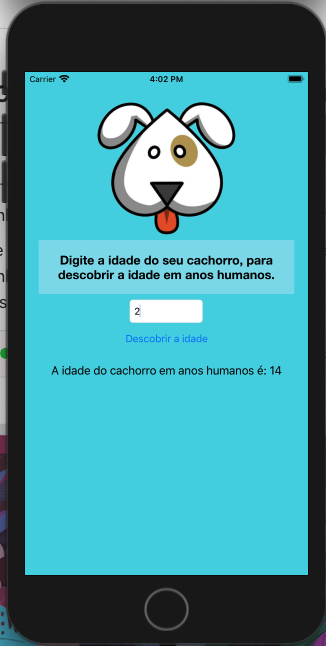 Carrier 4:02 PM
Digite a idade do seu cachorro, para
descobrir a idade em anos humanos.
2
Descobrir a idade
A idade do cachorro em anos humanos é: 14